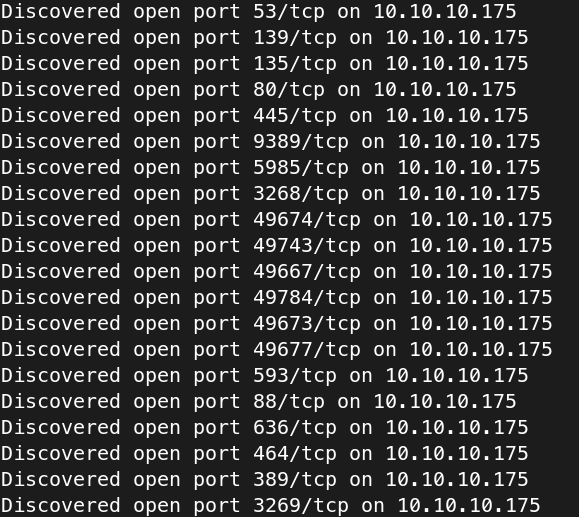 Discovered open port 53/tcp on 10.10.10.175
Discovered open port 139/tcp on 10.10.10.175
Discovered open port 135/tcp on 10.10.10.175
Discovered open port 80/tcp on 10.10.10.175
Discovered open port 445/tcp on 10.10.10.175
Discovered open port 9389/tcp on 10.10.10.175
Discovered open port 5985/tcp on 10.10.10.175
Discovered open port 3268/tcp on 10.10.10.175
Discovered open port 49674/tcp on 10.10.10.175
Discovered open port 49743/tcp on 10.10.10.175
Discovered open port 49667/tcp on 10.10.10.175
Discovered open port 49784/tcp on 10.10.10.175
Discovered open port 49673/tcp on 10.10.10.175
Discovered open port 49677/tcp on 10.10.10.175
Discovered open port 593/tcp on 10.10.10.175
Discovered open port 88/tcp on 10.10.10.175
Discovered open port 636/tcp on 10.10.10.175
Discovered open port 464/tcp on 10.10.10.175
Discovered open port 389/tcp on 10.10.10.175
Discovered open port 3269/tcp on 10.10.10.175